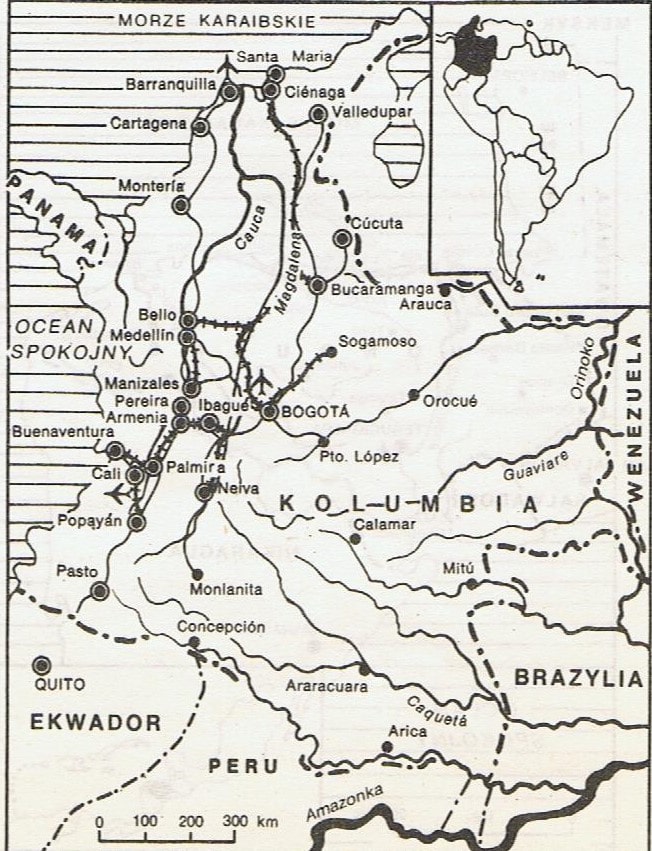 MORZE KARAIBSKIE
Santa Maria
Barranquilla
Ciénaga
Valledupar
Cartagena
PANAMA
Montería
Cauca
Cúcuta
Magdalena
Bucaramanga
Arauca
Bello
OCEAN
SPOKOJNY
Medellín
Sogamoso
Orinoko
WENEZUELA
Manizales
Pereira
Ibagué
Armenia
BOGOTÁ
Orocué
Buenaventura
Pto. López
Cali
Palmira
Guaviare
Neiva
KOLUMBIA
Popayán
Calamar
Mitú
Pasto
Monlanita
Concepción
QUITO
Araracuara
BRAZYLIA
Caquetá
EKWADOR
Arica
PERU
Amazonka
0 100 200 300 km